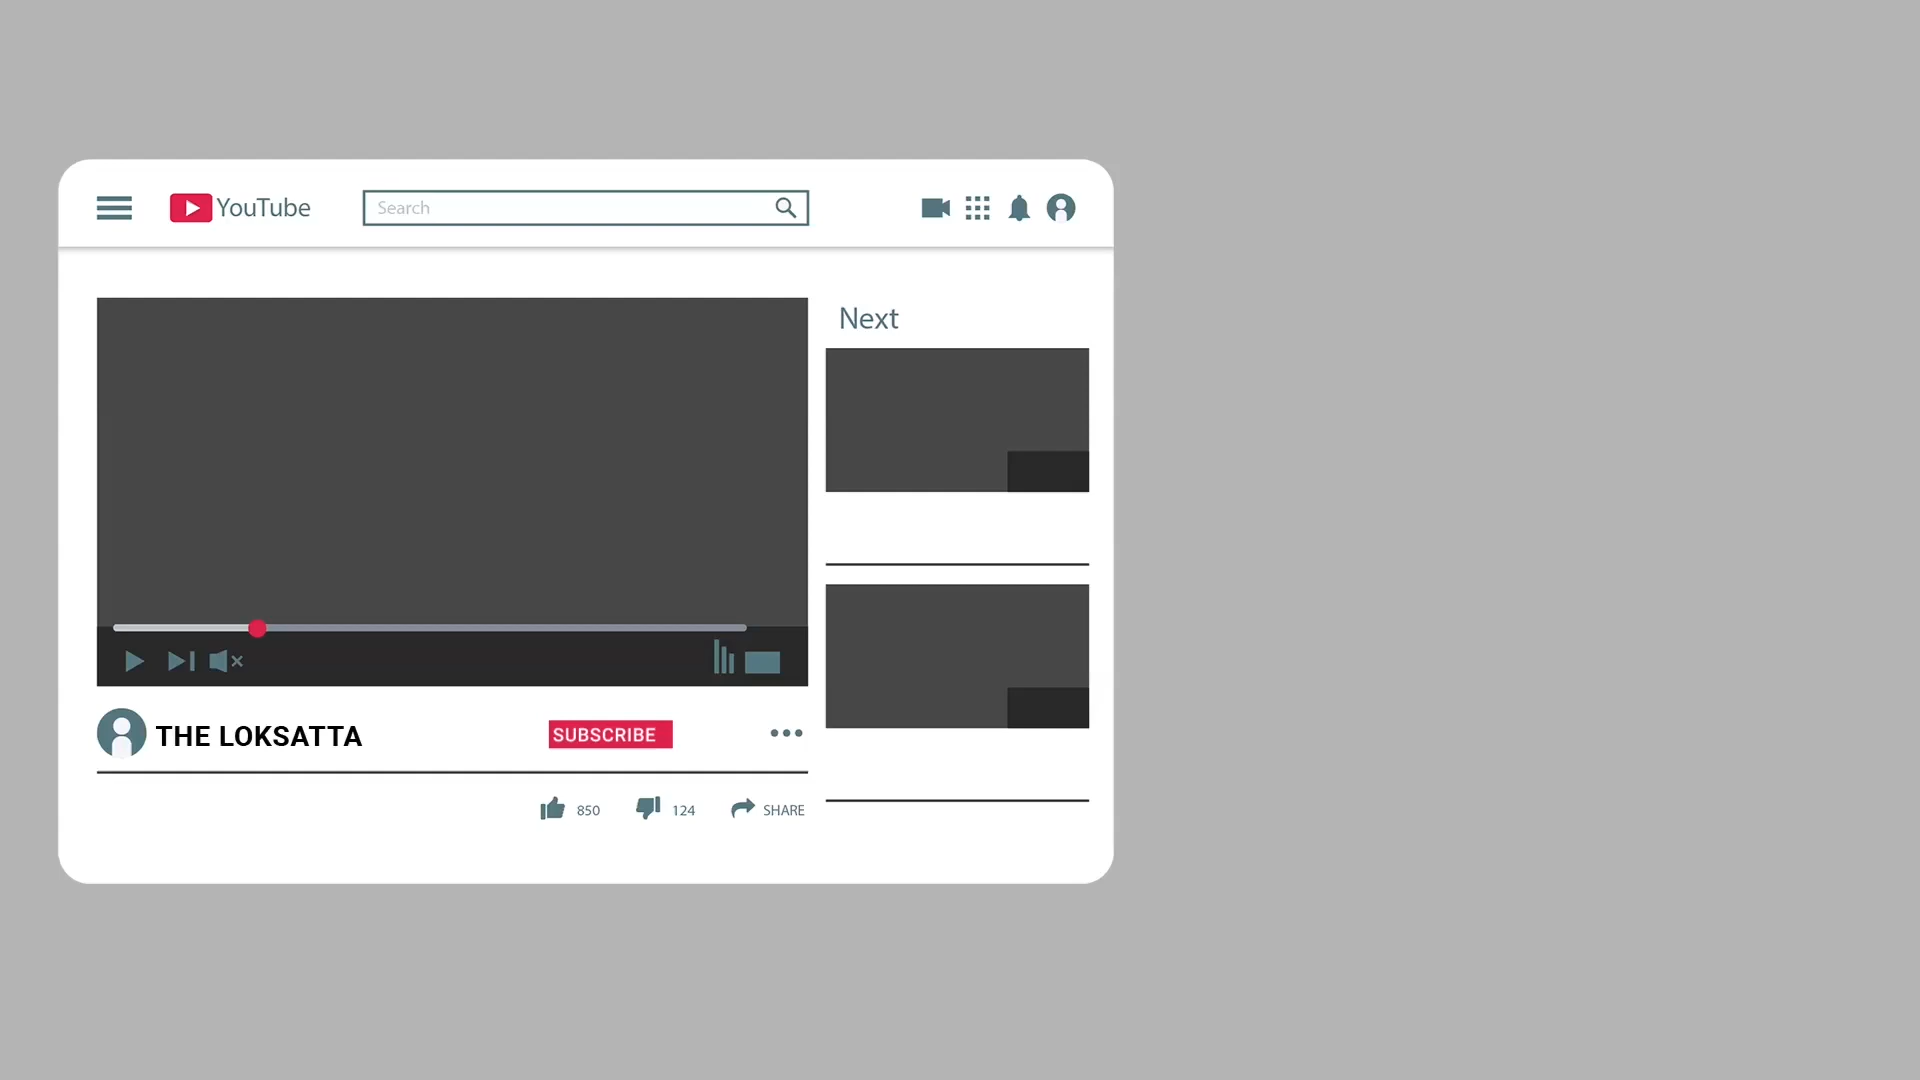 YouTube
Search
Next
THE LOKSATTA
SUBSCRIBE
850
124
SHARE